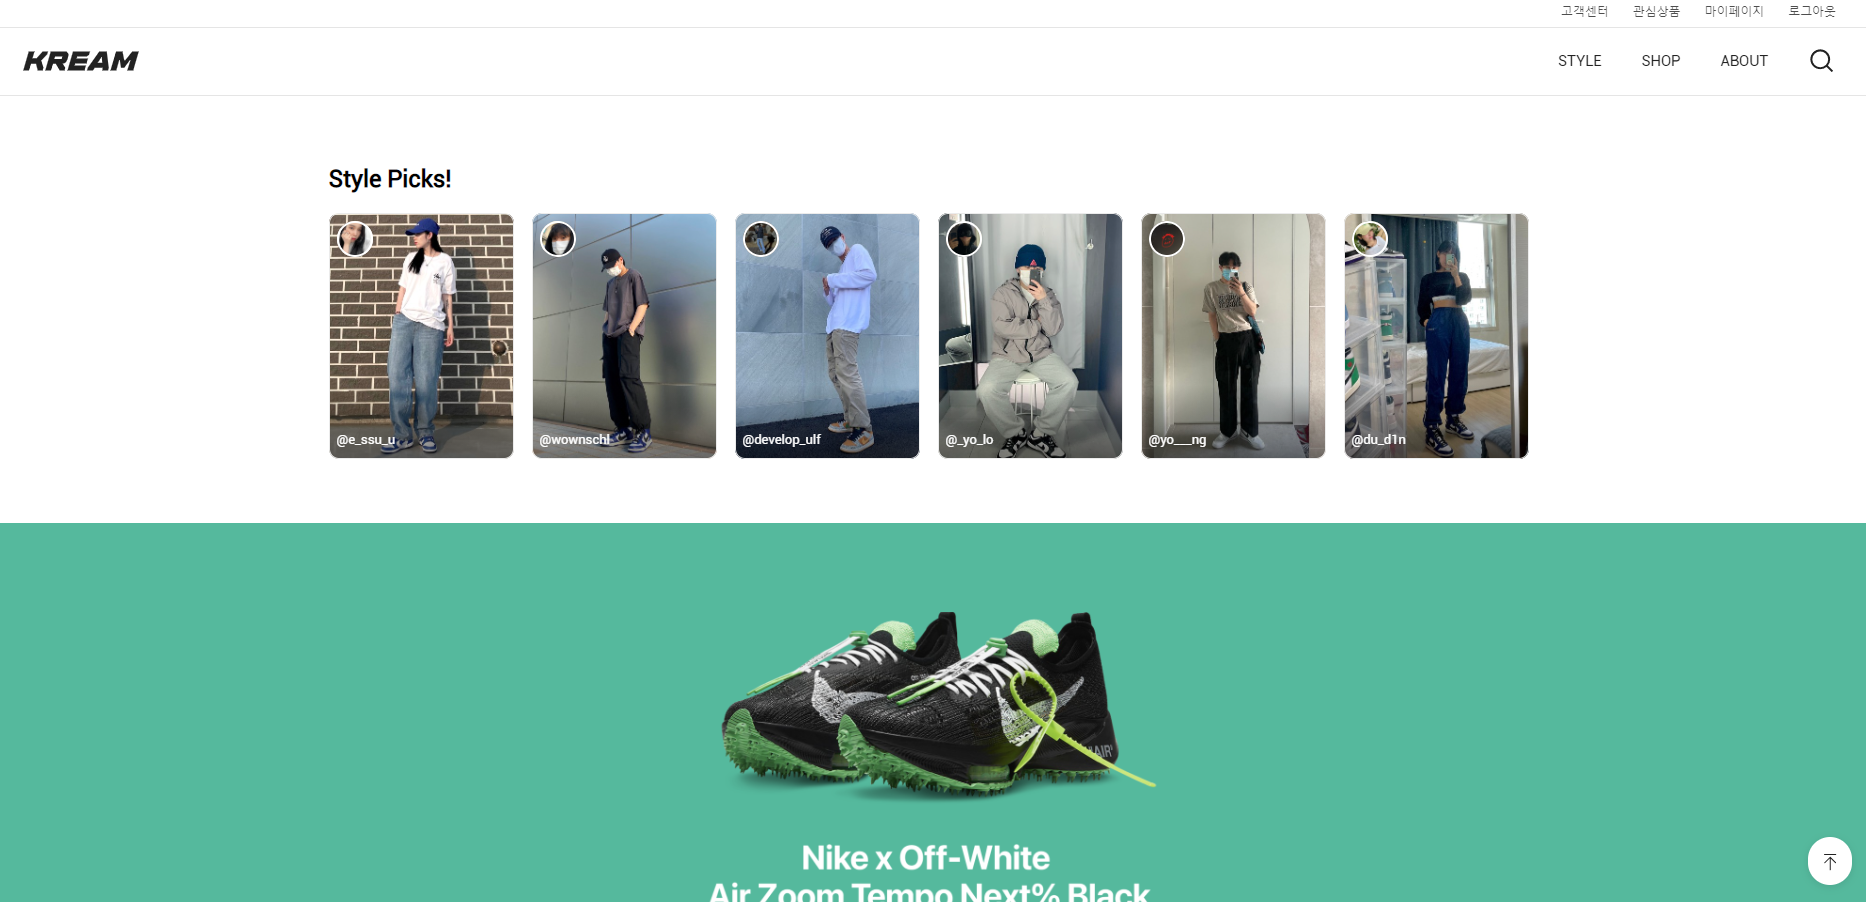 고객센터 관심상품 마이페이지 로그아웃
KREAM
STYLE SHOP ABOUT
Style Picks!
@e_ssu_u @wownschl @develop_ulf @_yo_lo @yo___ng @du_d1n
Nike x Off-White
Air Zoom Tempo Next% Black